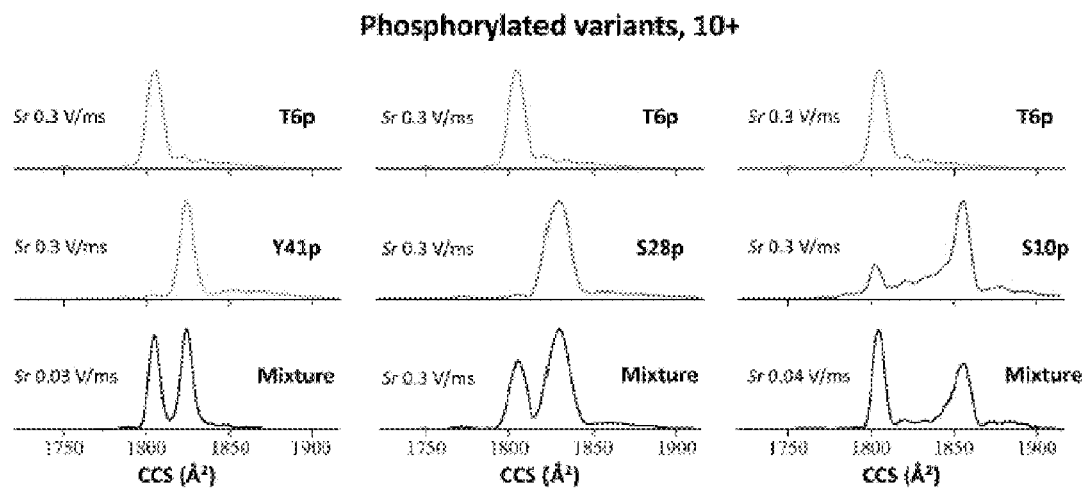 Phosphorylated variants, 10+
Sr 0.3 V/ms T6p Sr 0.3 V/ms T6p Sr 0.3 V/ms T6p
Sr 0.3 V/ms Y41p Sr 0.3 V/ms S28p Sr 0.3 V/ms S10p
Sr 0.03 V/ms Mixture Sr 0.3 V/ms Mixture Sr 0.04 V/ms Mixture
1750 1800 1850 1900 1750 1800 1850 1900 1750 1800 1850 1900
CCS (Å²) CCS (Å²) CCS (Å²)